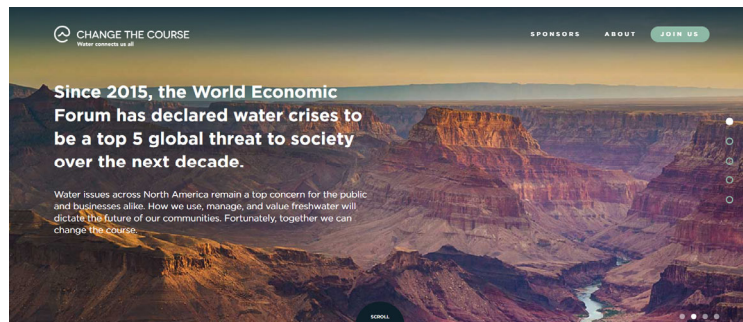 CHANGE THE COURSE
Water connects us all
SPONSORS
ABOUT
JOIN US
Since 2015, the World Economic
Forum has declared water crises to
be a top 5 global threat to society
over the next decade.
Water issues across North America remain a top concern for the public
and businesses alike. How we use, manage, and value freshwater will
dictate the future of our communities. Fortunately, together we can
change the course.
SCROLL